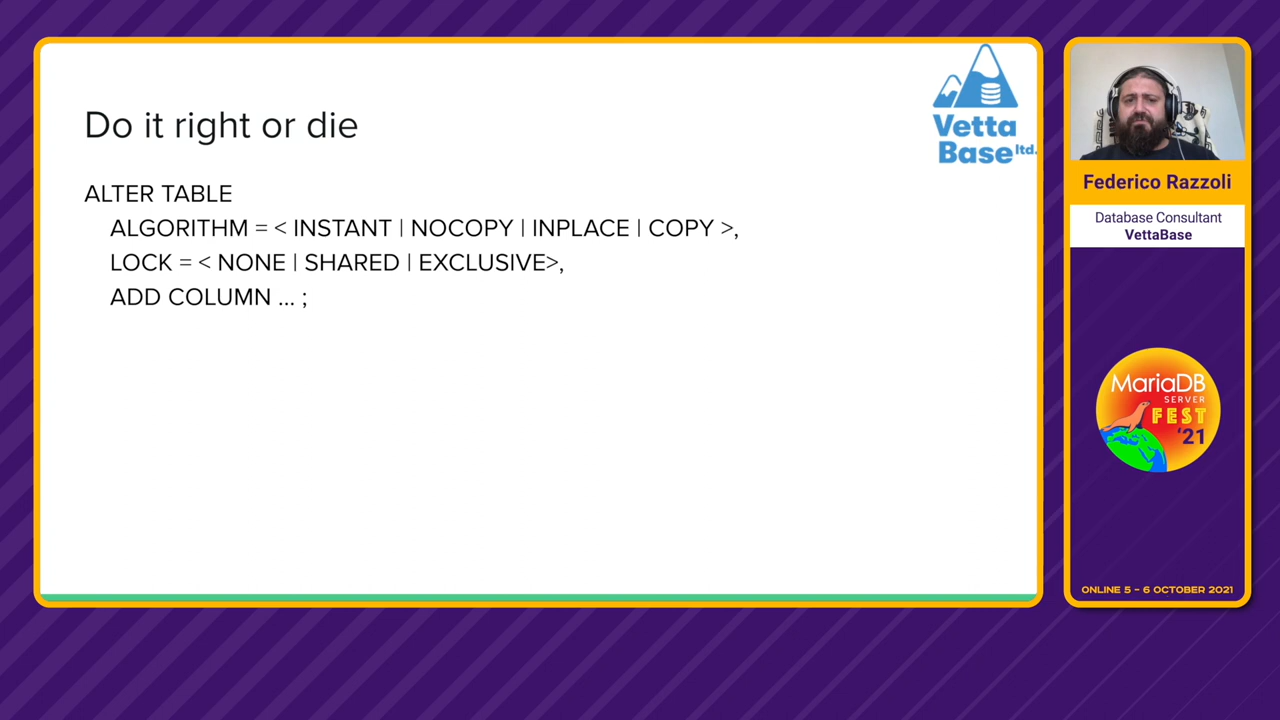 Do it right or die
ALTER TABLE
ALGORITHM = < INSTANT | NOCOPY | INPLACE | COPY >,
LOCK = < NONE | SHARED | EXCLUSIVE>,
ADD COLUMN ... ;
Vetta
Base ltd.
Federico Razzoli
Database Consultant
VettaBase
MariaDB
SERVER
FEST
'21
ONLINE 5 – 6 OCTOBER 2021